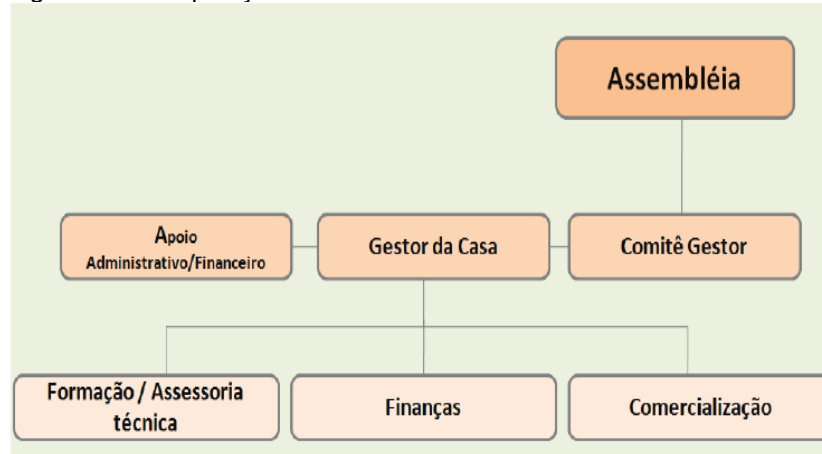 Assembléia
Apoio
Administrativo/Financeiro
Gestor da Casa
Comitê Gestor
Formação / Assessoria
técnica
Finanças
Comercialização